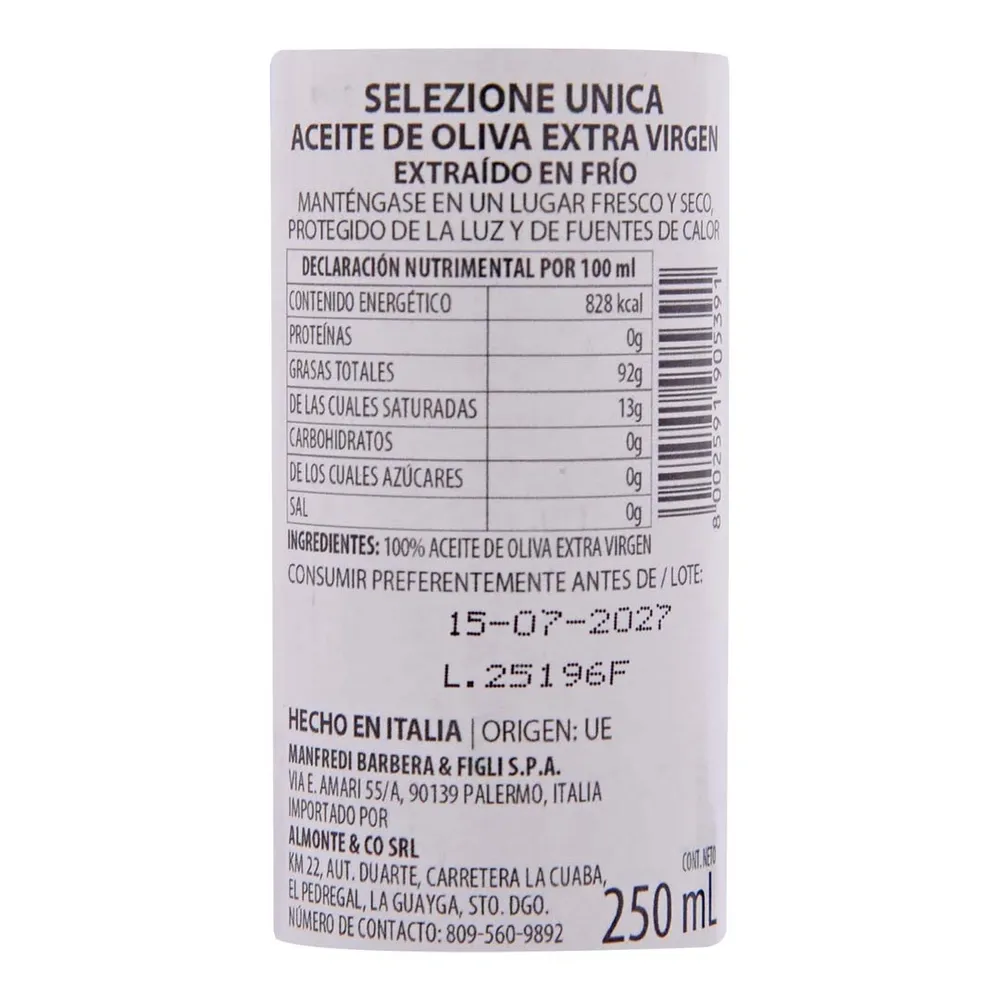 SELEZIONE UNICA
ACEITE DE OLIVA EXTRA VIRGEN
EXTRAÍDO EN FRÍO
MANTÉNGASE EN UN LUGAR FRESCO Y SECO,
PROTEGIDO DE LA LUZ Y DE FUENTES DE CALOR
DECLARACIÓN NUTRIMENTAL POR 100 ml
CONTENIDO ENERGÉTICO 828 kcal
PROTEÍNAS 0g
GRASAS TOTALES 92g
DE LAS CUALES SATURADAS 13g
CARBOHIDRATOS 0g
DE LOS CUALES AZÚCARES 0g
SAL 0g
8 002591 905391
INGREDIENTES: 100% ACEITE DE OLIVA EXTRA VIRGEN
CONSUMIR PREFERENTEMENTE ANTES DE / LOTE:
15-07-2027
L.25196F
HECHO EN ITALIA | ORIGEN: UE
MANFREDI BARBERA & FIGLI S.P.A.
VIA E. AMARI 55/A, 90139 PALERMO, ITALIA
IMPORTADO POR
ALMONTE & CO SRL
KM 22, AUT. DUARTE, CARRETERA LA CUABA,
EL PEDREGAL, LA GUAYGA, STO. DGO.
NÚMERO DE CONTACTO: 809-560-9892
CONT. NETO
250 mL